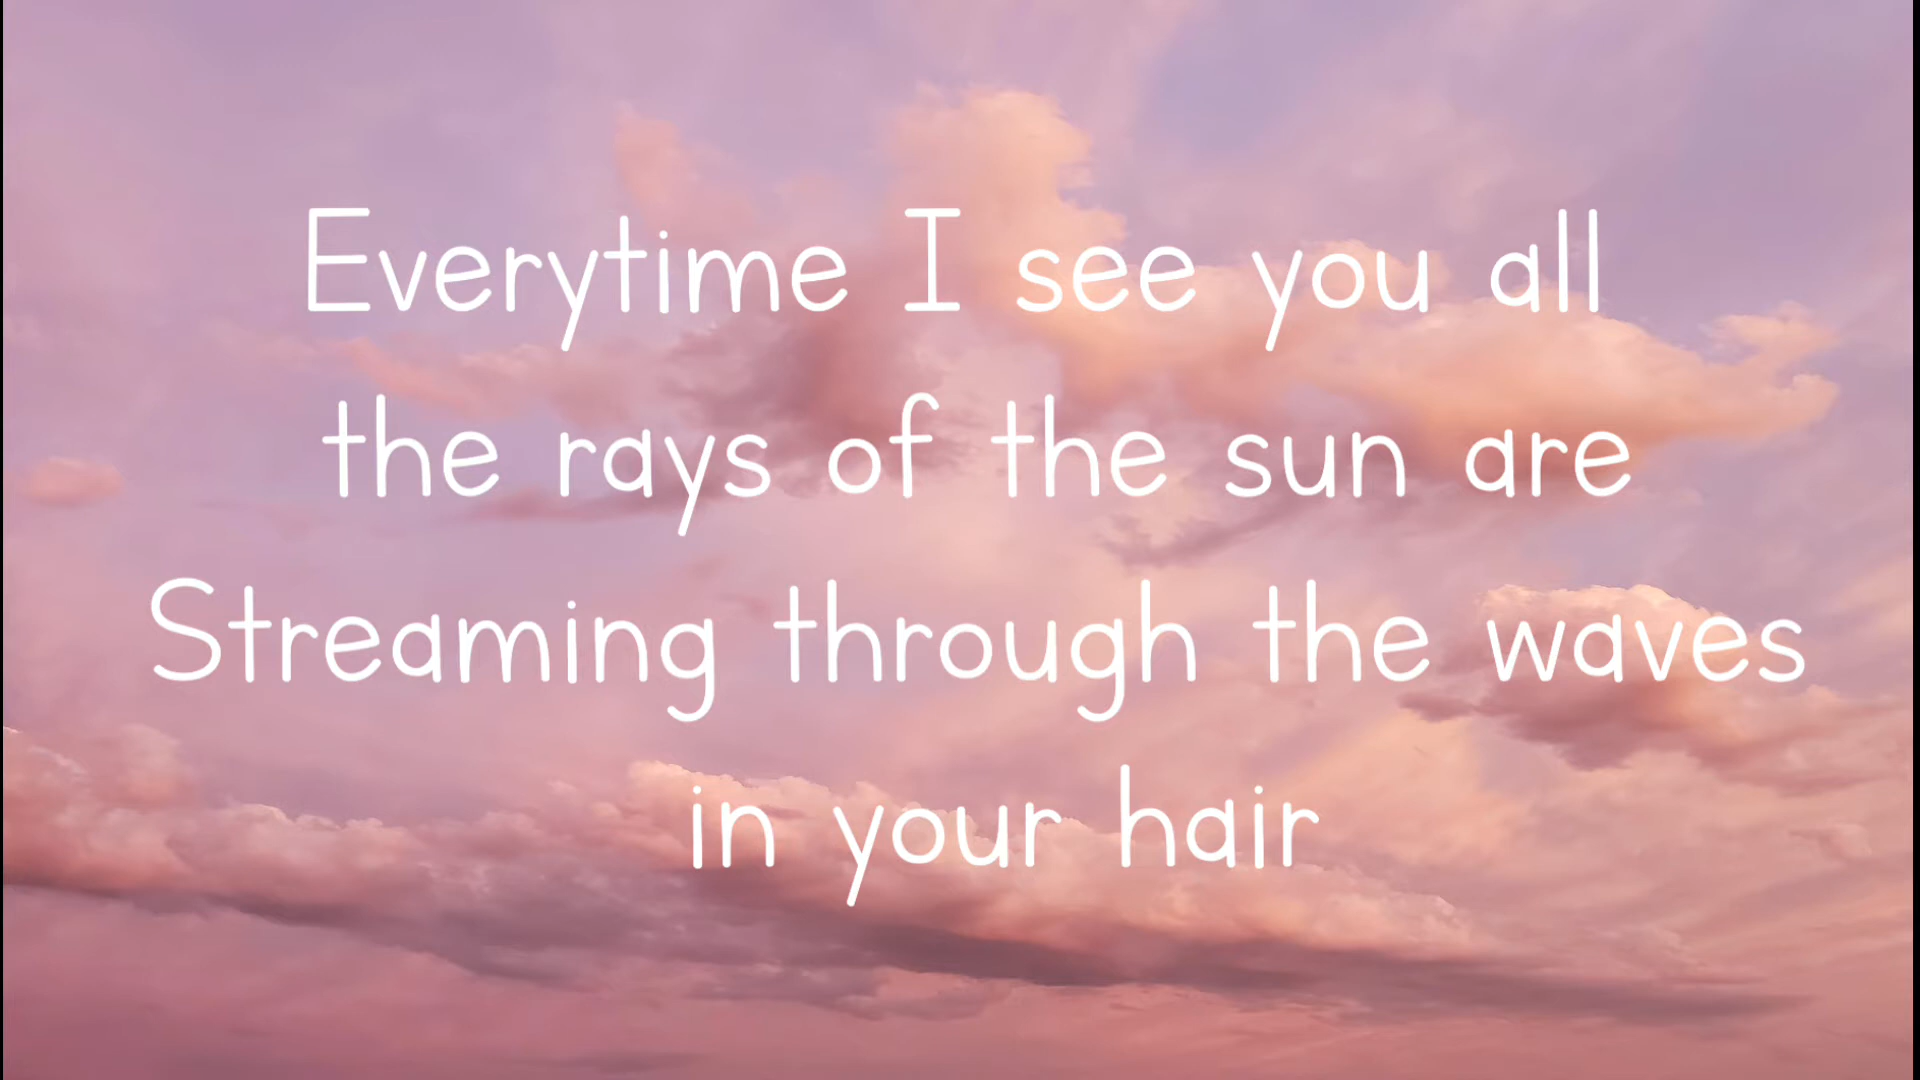 Everytime I see you all
the rays of the sun are
Streaming through the waves
in your hair